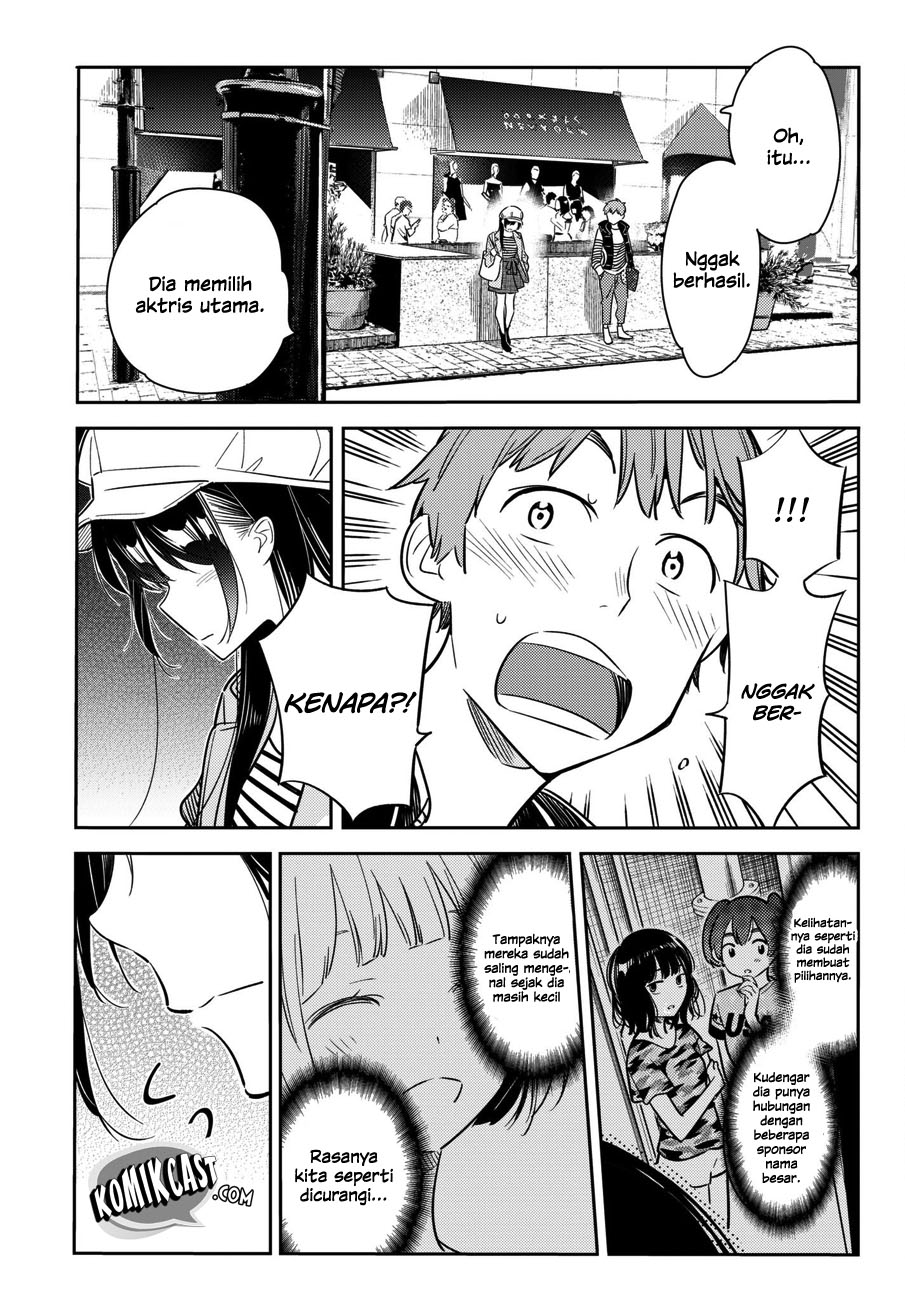 Oh,
itu...
Nggak
berhasil.
Dia memilih
aktris utama.
!!!
NGGAK
BER-
KENAPA?!
Kelihatan-
nya seperti
dia sudah
membuat
pilihannya.
Kudengar
dia punya
hubungan
dengan
beberapa
sponsor
nama
besar.
Tampaknya
mereka sudah
saling menge-
nal sejak dia
masih kecil
Rasanya
kita seperti
dicurangi...
KOMIKCAST
.COM